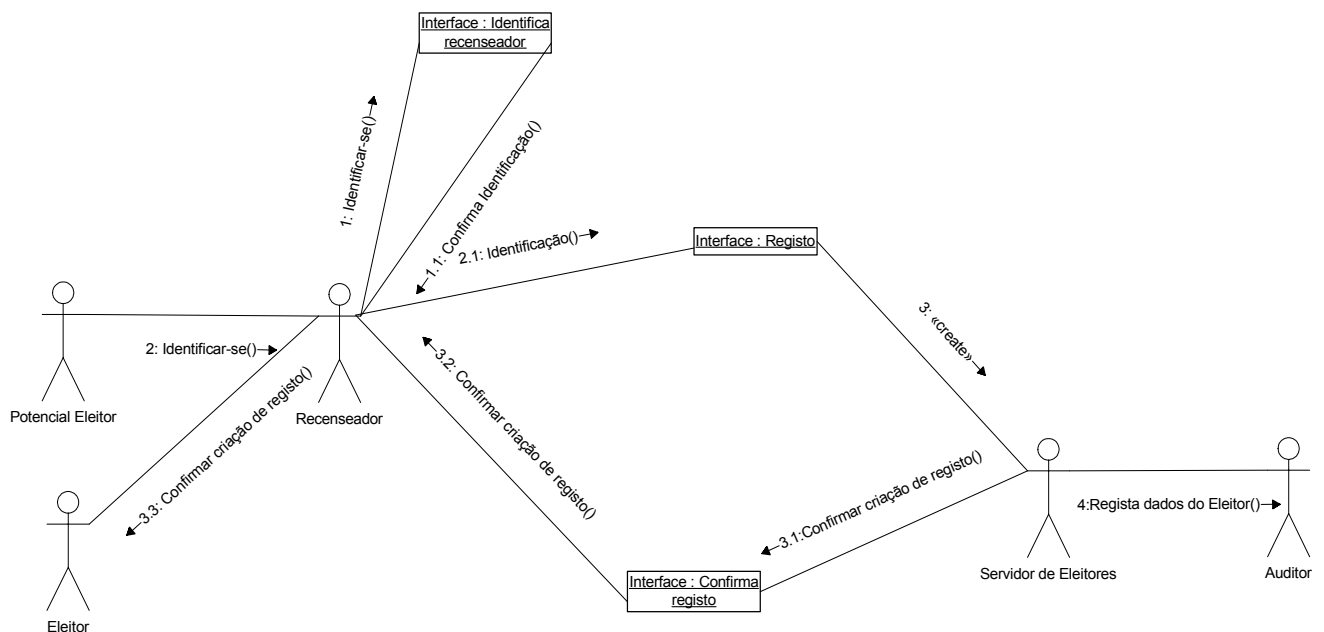 Interface : Identifica
recenseador
1: Identificar-se()
1.1: Confirma Identificação()
2.1: Identificação()
Interface : Registo
3: «create»
2: Identificar-se()
Potencial Eleitor
Recenseador
3.2: Confirmar criação de registo()
3.3: Confirmar criação de registo()
3.1:Confirmar criação de registo()
4:Regista dados do Eleitor()
Servidor de Eleitores
Auditor
Interface : Confirma
registo
Eleitor